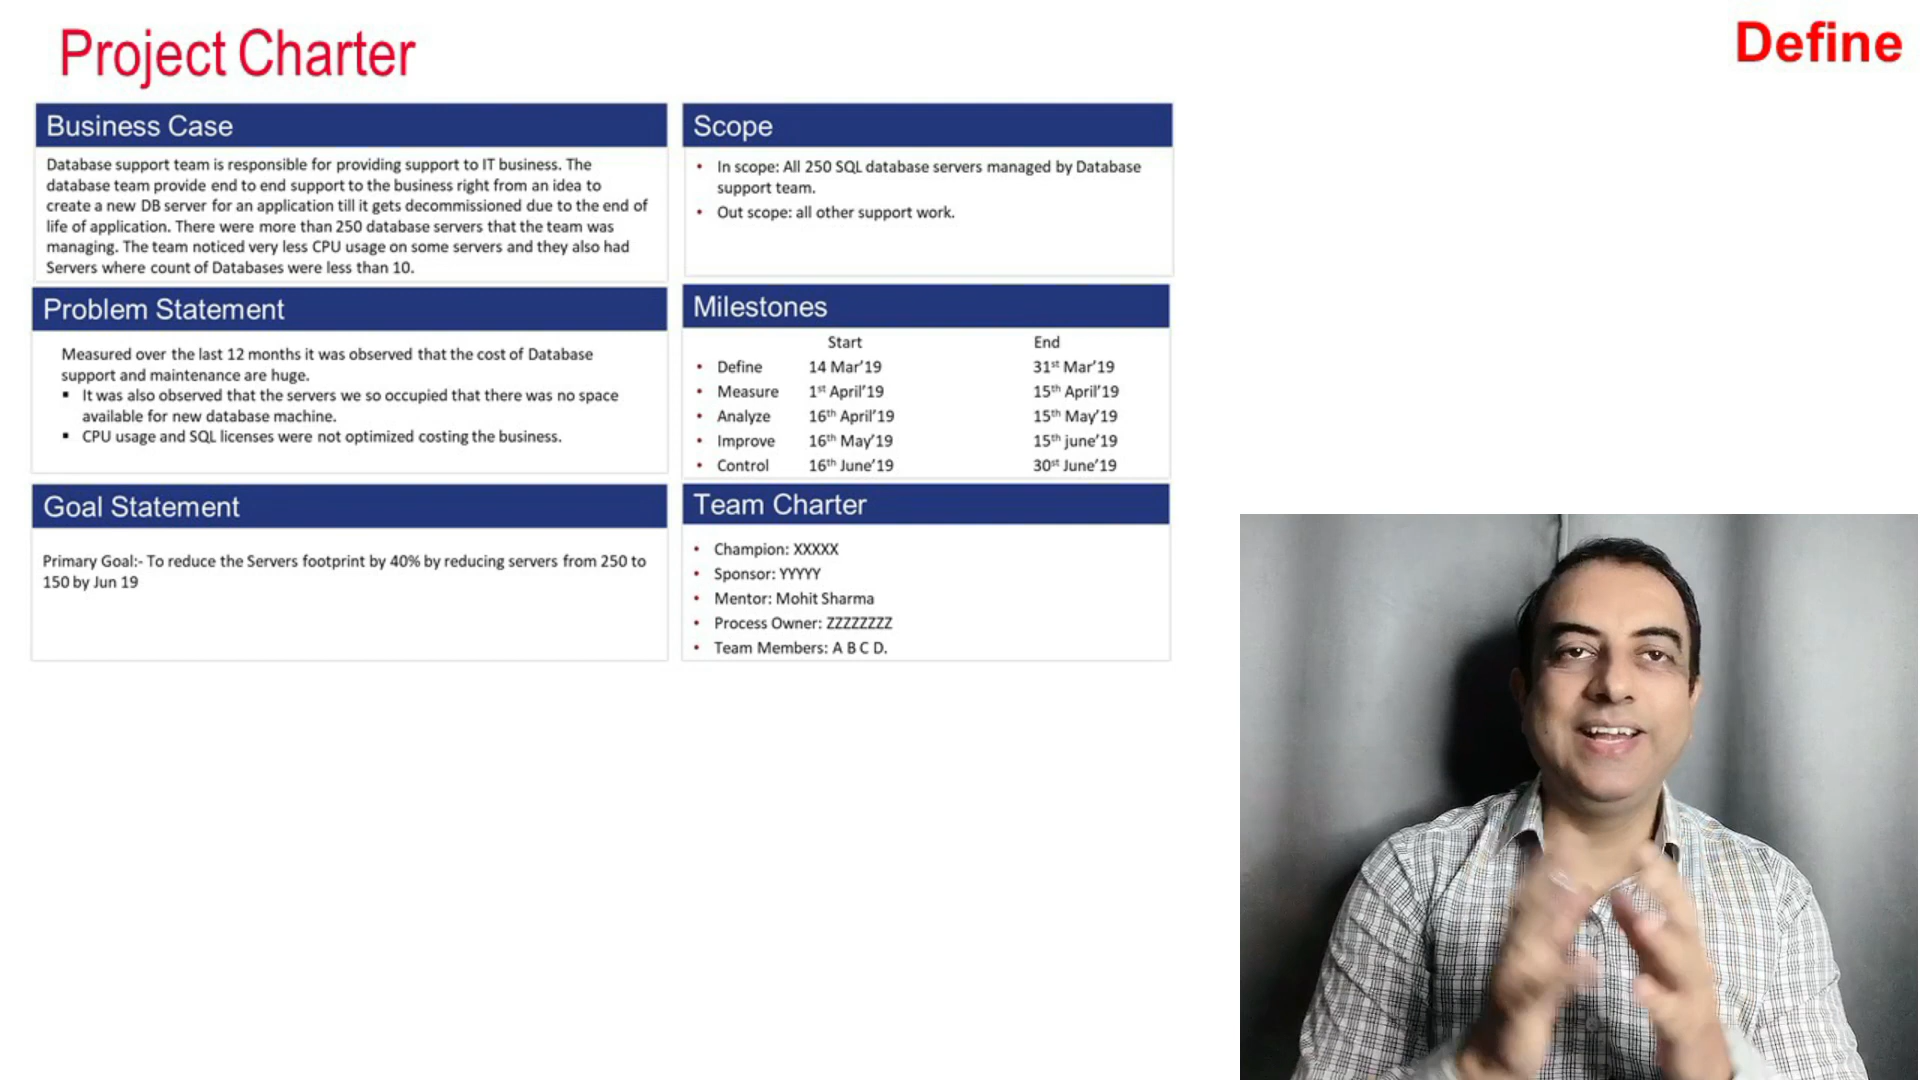 Project Charter
Define
Business Case
Database support team is responsible for providing support to IT business. The
database team provide end to end support to the business right from an idea to
create a new DB server for an application till it gets decommissioned due to the end of
life of application. There were more than 250 database servers that the team was
managing. The team noticed very less CPU usage on some servers and they also had
Servers where count of Databases were less than 10.
Problem Statement
Measured over the last 12 months it was observed that the cost of Database
support and maintenance are huge.
▪ It was also observed that the servers we so occupied that there was no space
available for new database machine.
▪ CPU usage and SQL licenses were not optimized costing the business.
Goal Statement
Primary Goal:- To reduce the Servers footprint by 40% by reducing servers from 250 to
150 by Jun 19
Scope
• In scope: All 250 SQL database servers managed by Database
support team.
• Out scope: all other support work.
Milestones
Start End
• Define 14 Mar'19 31st Mar'19
• Measure 1st April'19 15th April'19
• Analyze 16th April'19 15th May'19
• Improve 16th May'19 15th june'19
• Control 16th June'19 30st June'19
Team Charter
• Champion: XXXXX
• Sponsor: YYYYY
• Mentor: Mohit Sharma
• Process Owner: ZZZZZZZZ
• Team Members: A B C D.